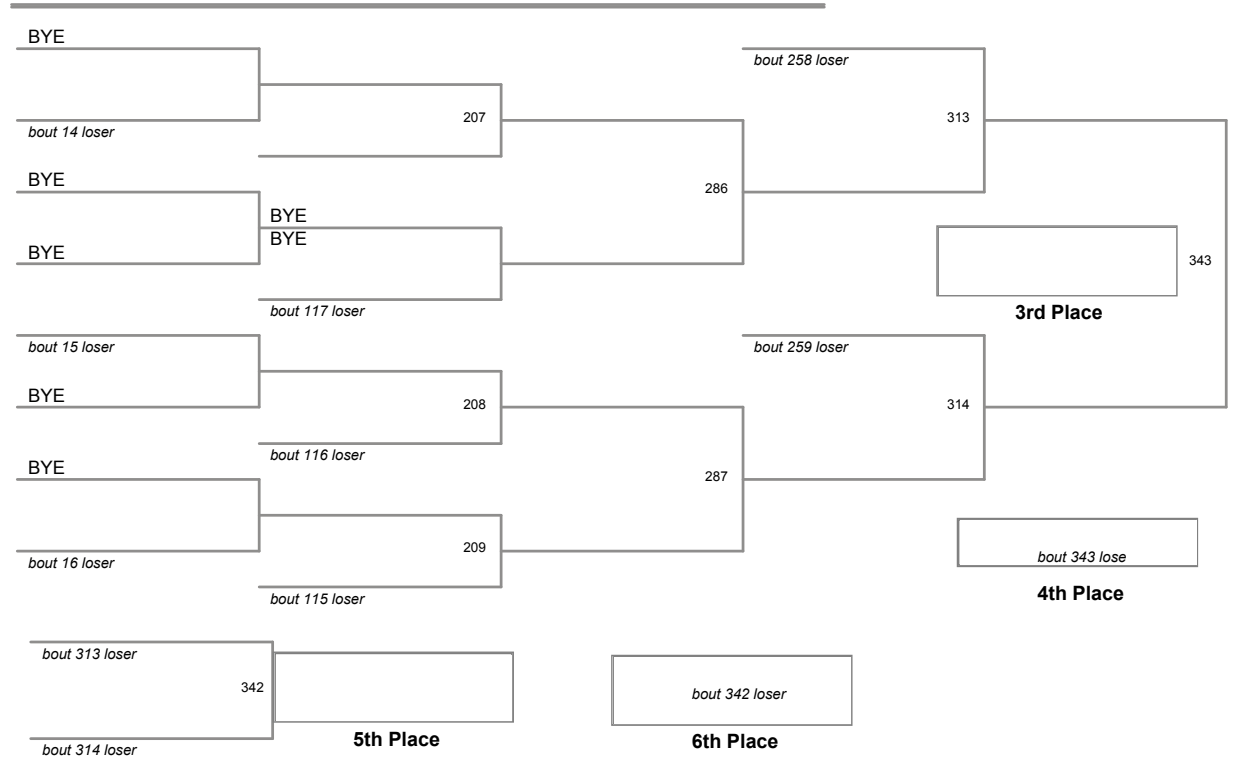 BYE
bout 258 loser
207
313
bout 14 loser
BYE
286
BYE
BYE
BYE
343
bout 117 loser
3rd Place
bout 15 loser
bout 259 loser
BYE
208
314
bout 116 loser
BYE
287
209
bout 16 loser
bout 343 lose
4th Place
bout 115 loser
bout 313 loser
342
bout 342 loser
5th Place
6th Place
bout 314 loser